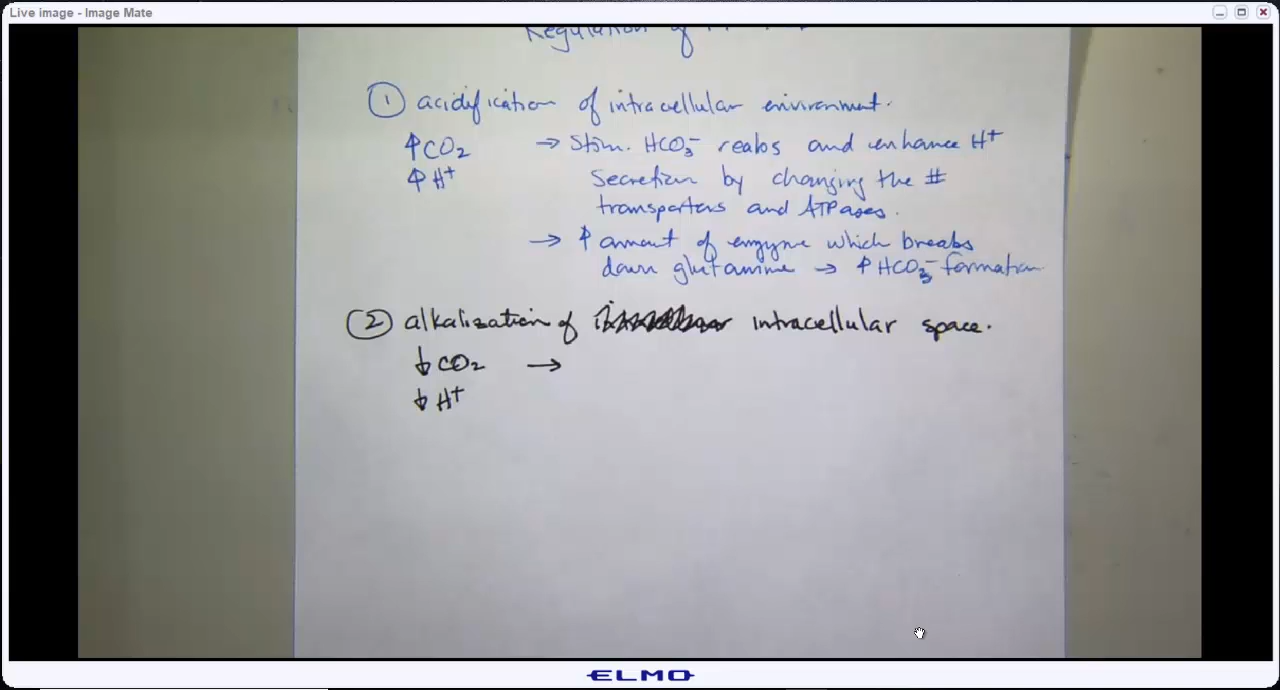 Live image - Image Mate
Regulation of
① acidification of intracellular environment.
↑CO₂ → Stim. HCO₃⁻ reabs and enhance H⁺
↑H⁺ secretion by changing the #
transporters and ATPases.
→ ↑ amount of enzyme which breaks
down glutamine → ↑HCO₃⁻ formation
② alkalization of intracellular space.
↓CO₂ →
↓H⁺
ELMO